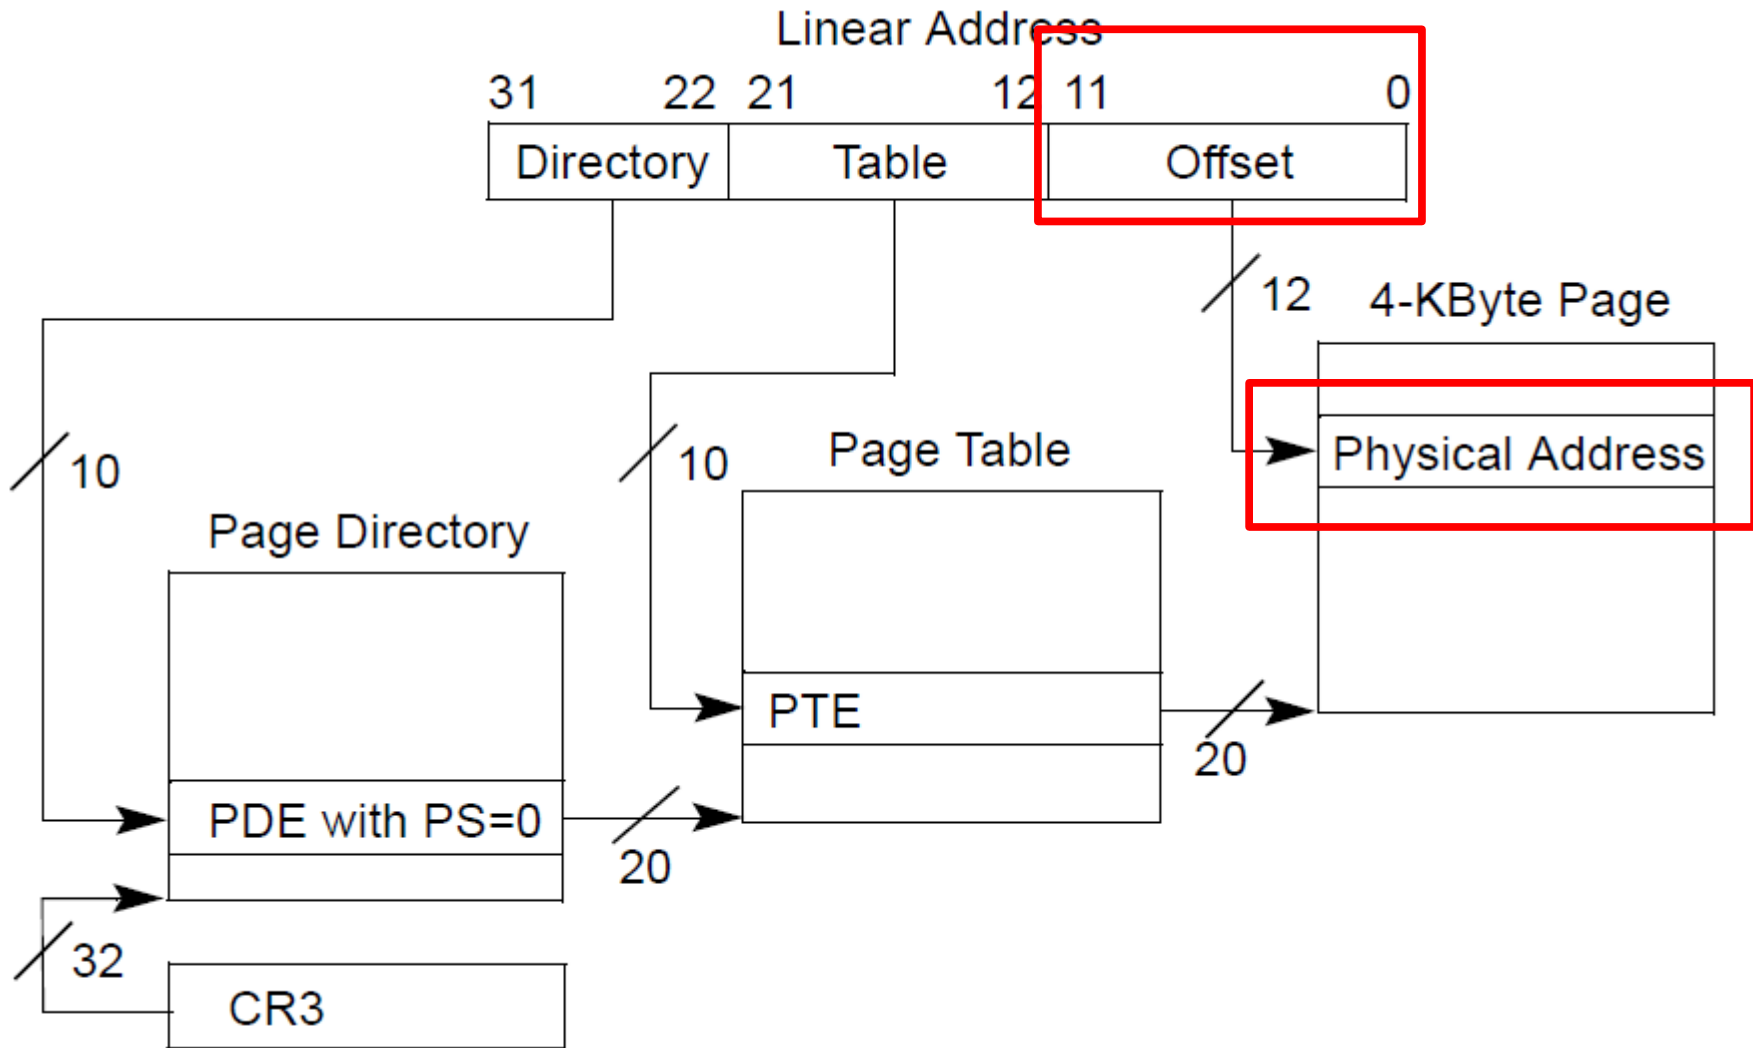 Linear Address
31 22 21 12 11 0
Directory Table Offset
12
4-KByte Page
Physical Address
10
10
Page Table
Page Directory
PTE
20
PDE with PS=0
20
32
CR3